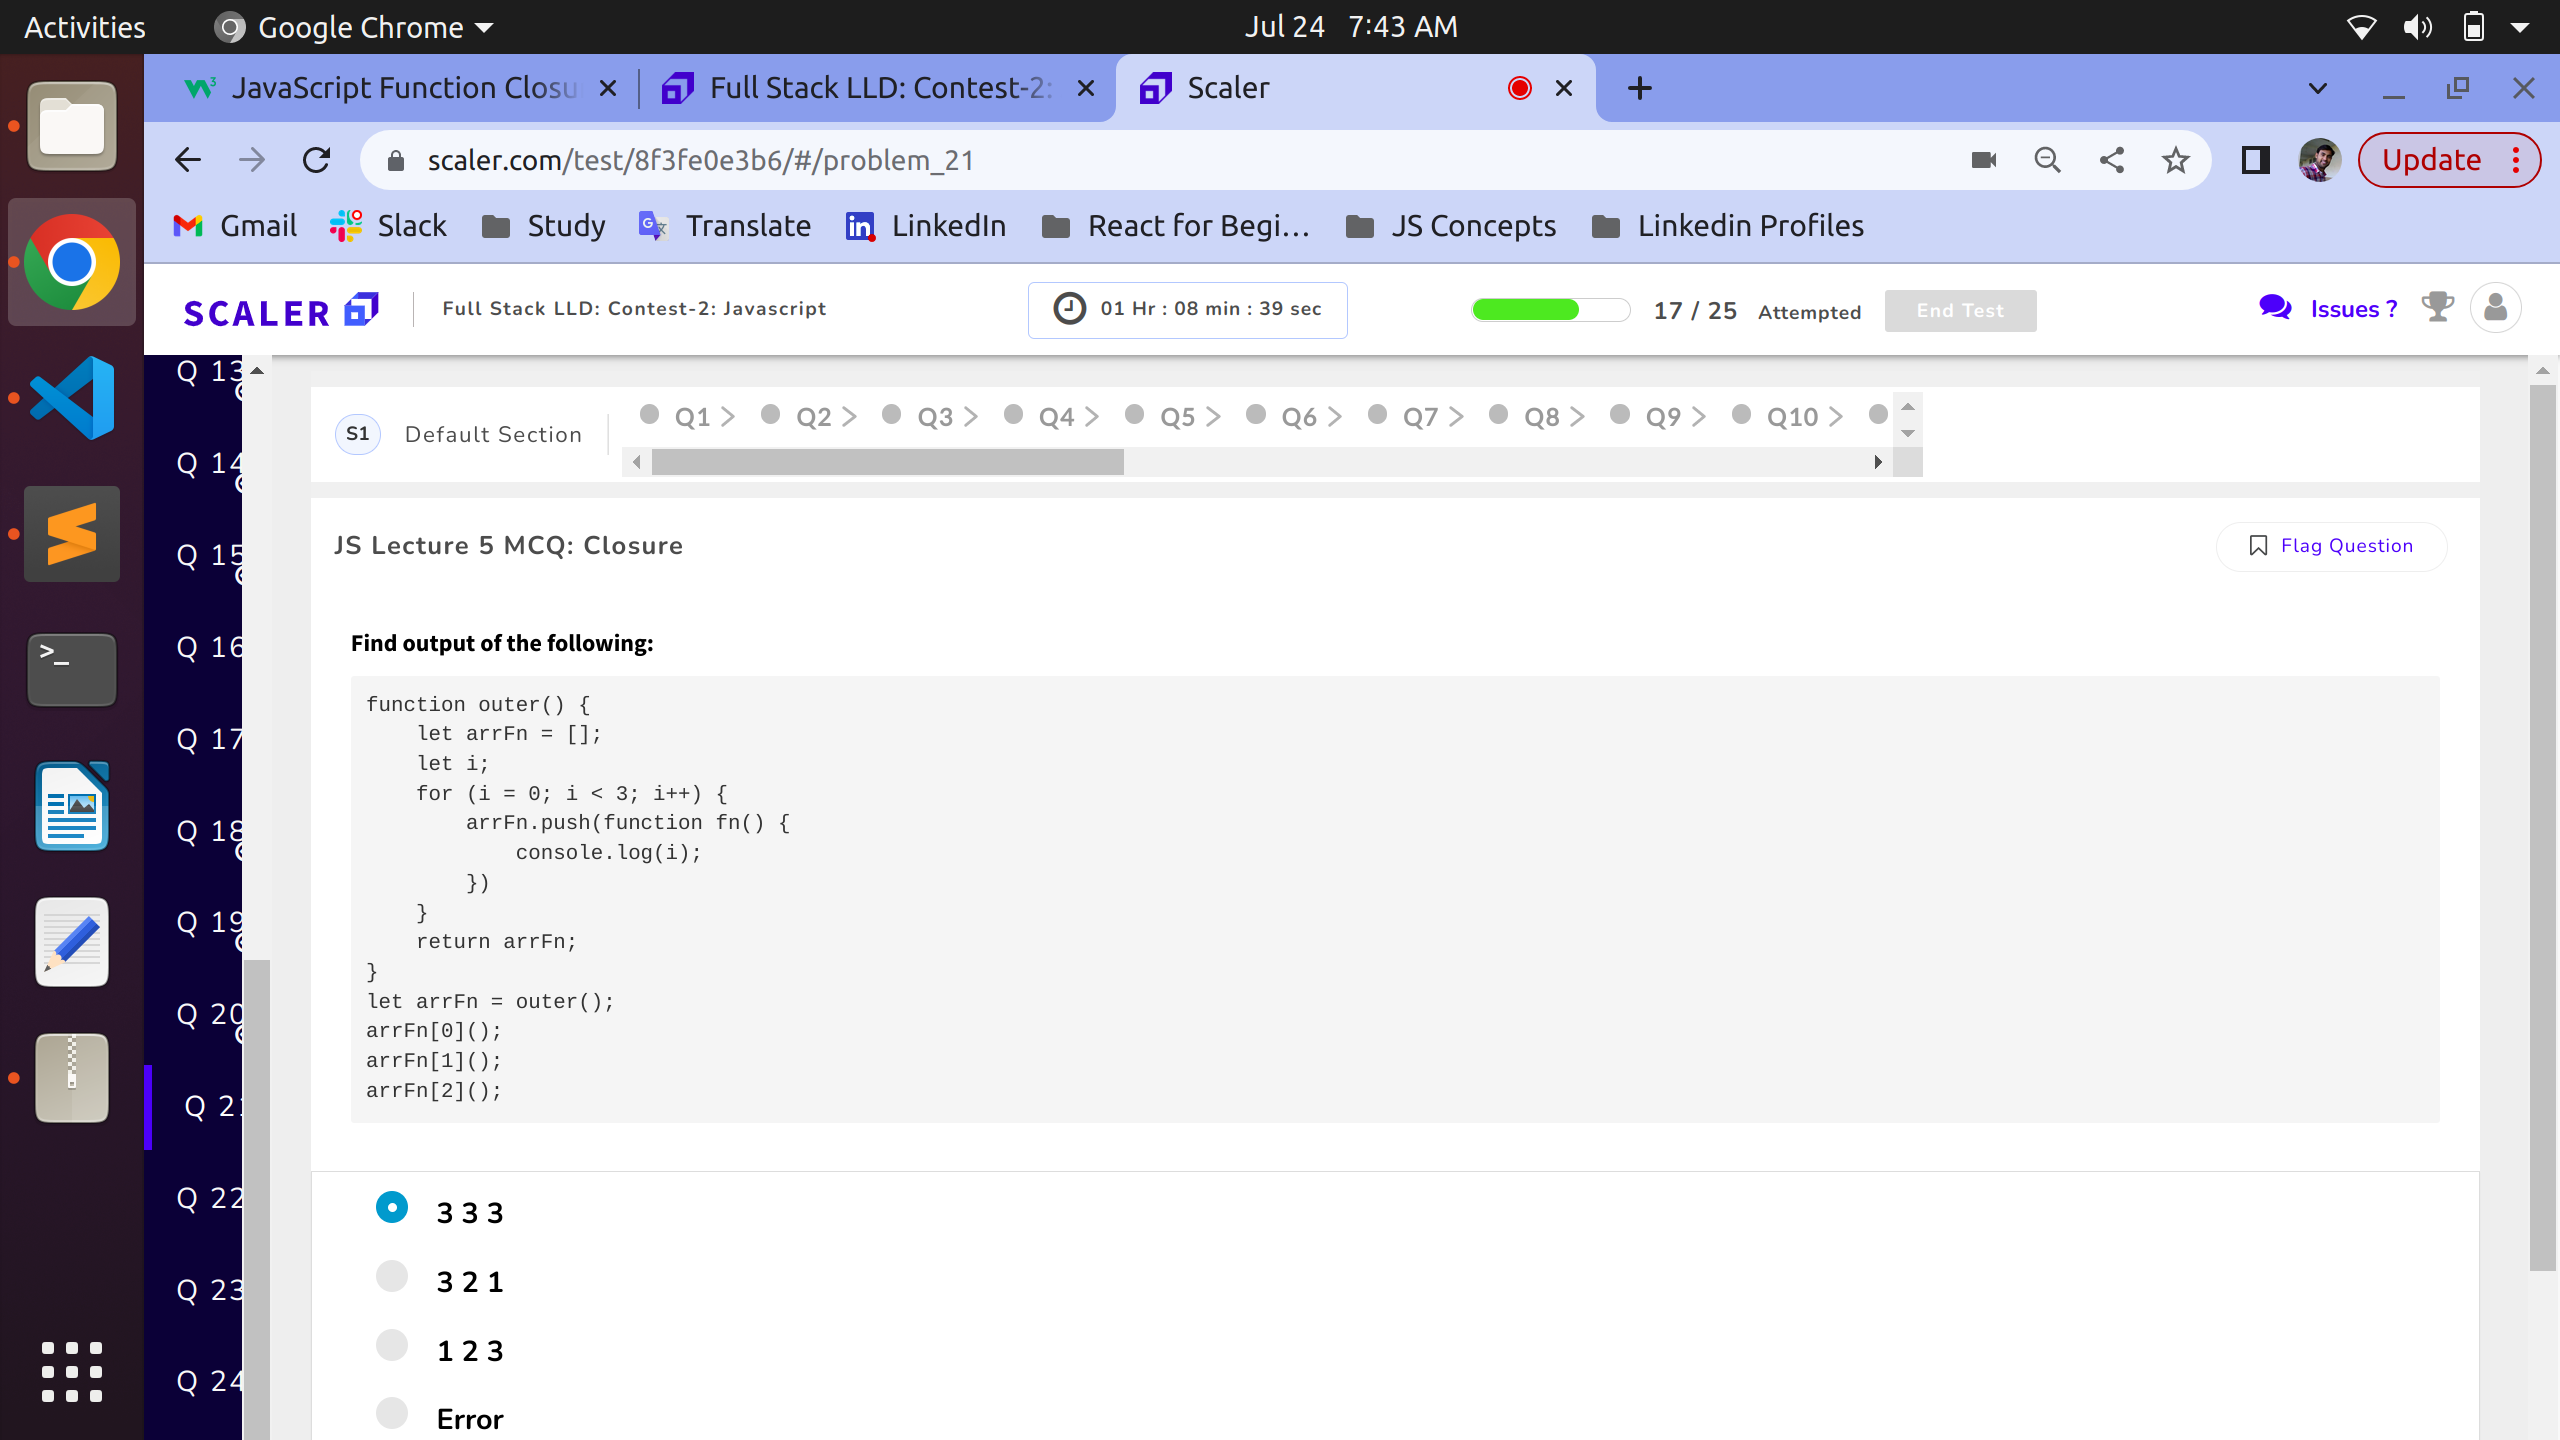 Activities
Google Chrome
Jul 24 7:43 AM
JavaScript Function Closu
Full Stack LLD: Contest-2:
Scaler
scaler.com/test/8f3fe0e3b6/#/problem_21
Update
Gmail
Slack
Study
Translate
LinkedIn
React for Begi...
JS Concepts
Linkedin Profiles
SCALER
Full Stack LLD: Contest-2: Javascript
01 Hr : 08 min : 39 sec
17 / 25 Attempted
End Test
Issues ?
Q 13
Q 14
Q 15
Q 16
Q 17
Q 18
Q 19
Q 20
Q 21
Q 22
Q 23
Q 24
S1 Default Section
Q1 Q2 Q3 Q4 Q5 Q6 Q7 Q8 Q9 Q10
JS Lecture 5 MCQ: Closure
Flag Question
Find output of the following:
function outer() {
let arrFn = [];
let i;
for (i = 0; i < 3; i++) {
arrFn.push(function fn() {
console.log(i);
})
}
return arrFn;
}
let arrFn = outer();
arrFn[0]();
arrFn[1]();
arrFn[2]();
3 3 3
3 2 1
1 2 3
Error